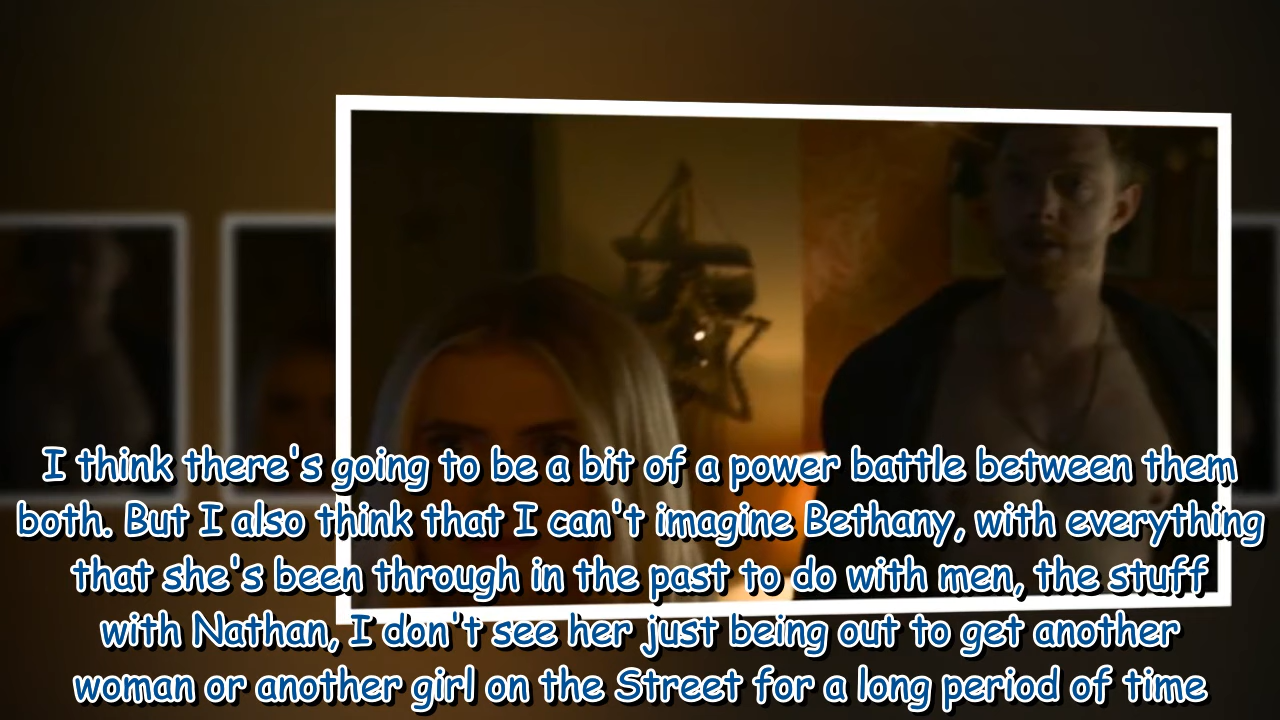 I think there's going to be a bit of a power battle between them
both. But I also think that I can't imagine Bethany, with everything
that she's been through in the past to do with men, the stuff
with Nathan, I don't see her just being out to get another
woman or another girl on the Street for a long period of time